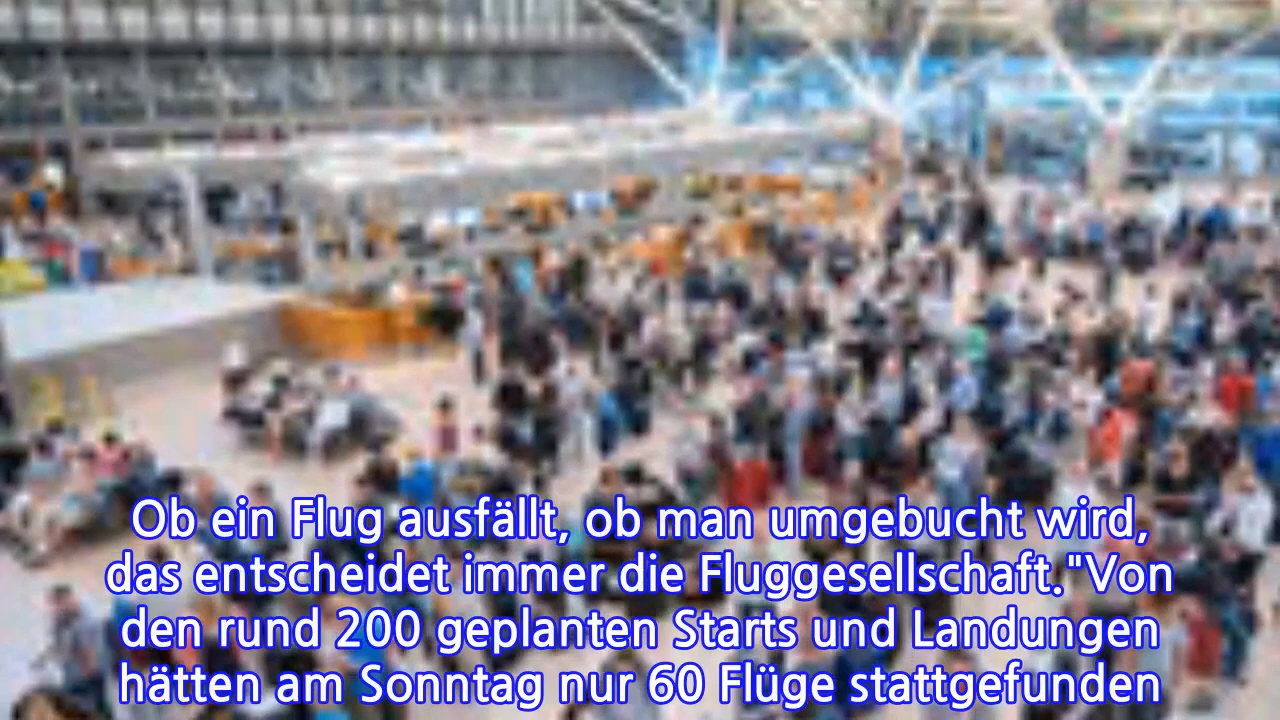 Ob ein Flug ausfällt, ob man umgebucht wird,
das entscheidet immer die Fluggesellschaft."Von
den rund 200 geplanten Starts und Landungen
hätten am Sonntag nur 60 Flüge stattgefunden